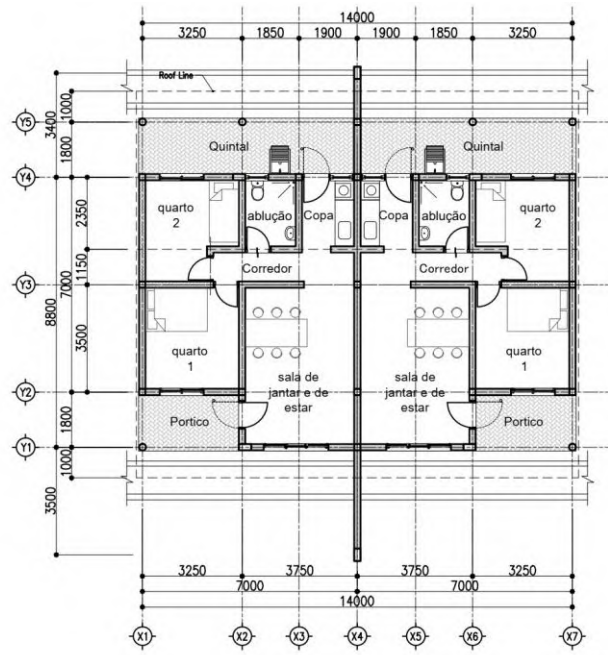 14000
3250 1850 1900 1900 1850 3250
Roof Line
3400
1000
Y5
Quintal Quintal
1800
Y4
quarto
2
ablução
Copa
Copa
ablução
quarto
2
2350
Corredor Corredor
1150
Y3
7000
8800
3500
quarto
1
sala de
jantar e de
estar
sala de
jantar e de
estar
quarto
1
Y2
Portico Portico
1800
Y1
1000
3500
3250 3750 3750 3250
7000 7000
14000
X1 X2 X3 X4 X5 X6 X7